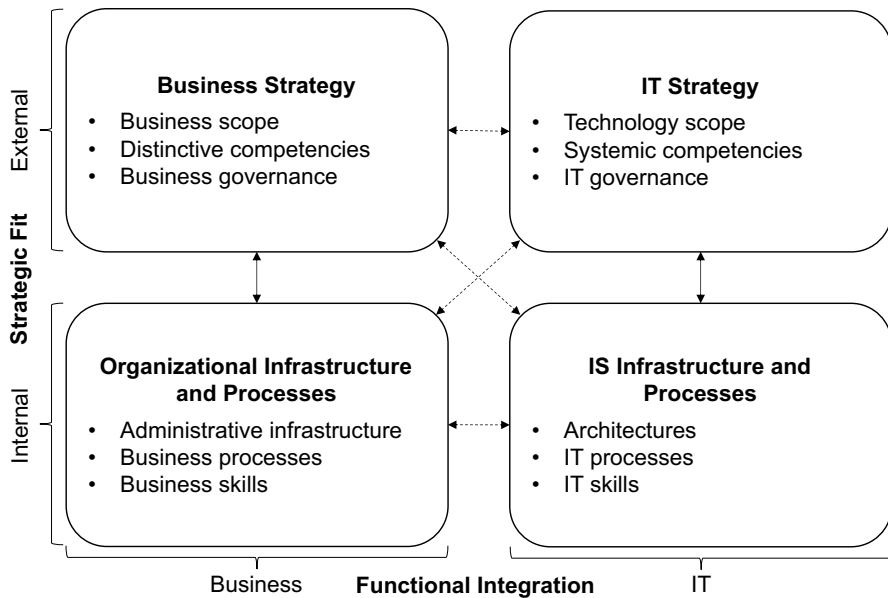 Business Strategy
• Business scope
• Distinctive competencies
• Business governance
IT Strategy
• Technology scope
• Systemic competencies
• IT governance
External
Strategic Fit
Internal
Organizational Infrastructure
and Processes
• Administrative infrastructure
• Business processes
• Business skills
IS Infrastructure and
Processes
• Architectures
• IT processes
• IT skills
Business
Functional Integration
IT